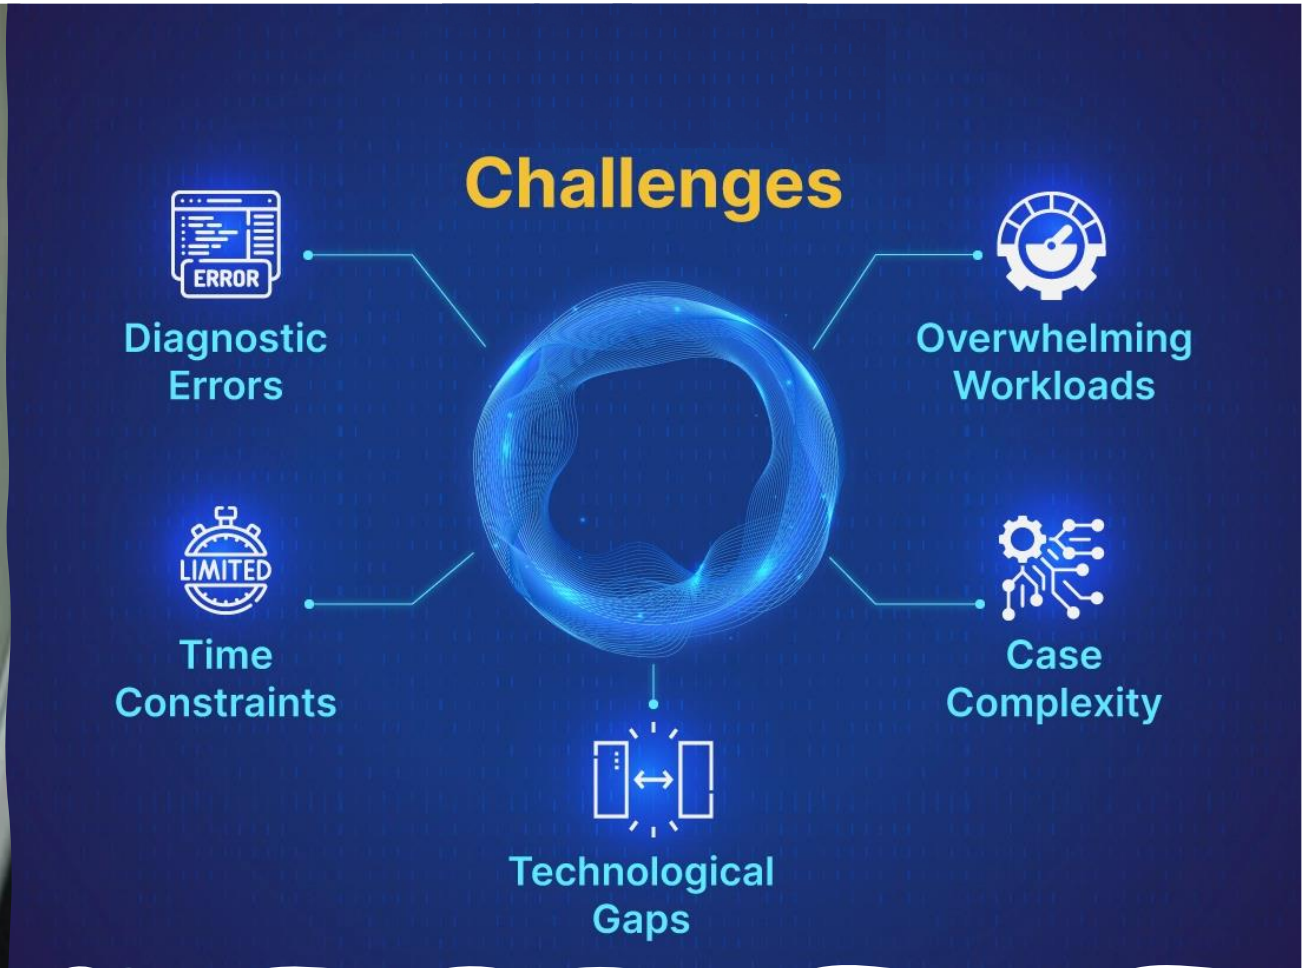 Challenges
ERROR
Diagnostic
Errors
Overwhelming
Workloads
LIMITED
Time
Constraints
Case
Complexity
Technological
Gaps